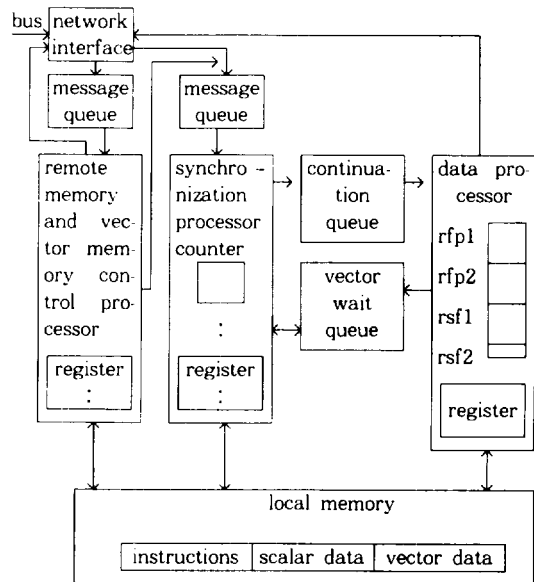 bus
network
interface
message
queue
message
queue
remote
memory
and vec-
tor mem-
ory con-
trol pro-
cessor
register
:
synchro -
nization
processor
counter
:
register
:
continua-
tion
queue
vector
wait
queue
data pro-
cessor
rfp1
rfp2
rsf1
rsf2
register
local memory
instructions
scalar data
vector data